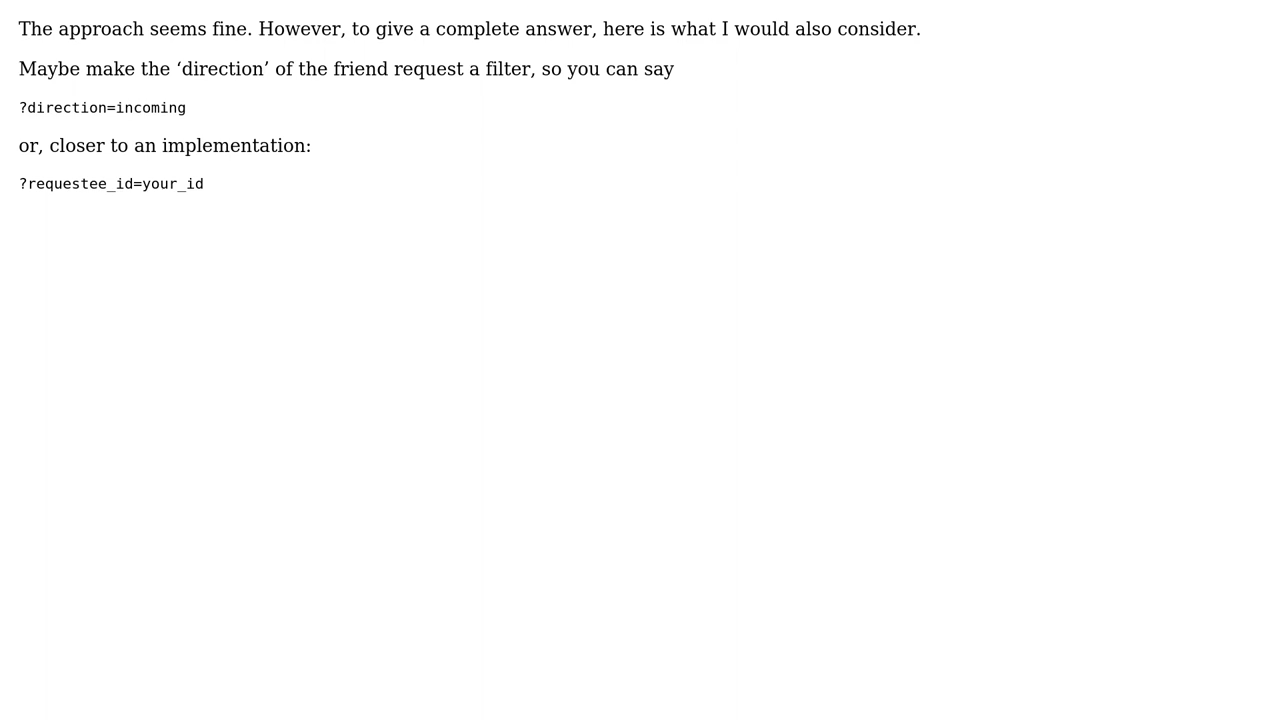 The approach seems fine. However, to give a complete answer, here is what I would also consider.
Maybe make the ‘direction’ of the friend request a filter, so you can say
?direction=incoming
or, closer to an implementation:
?requestee_id=your_id